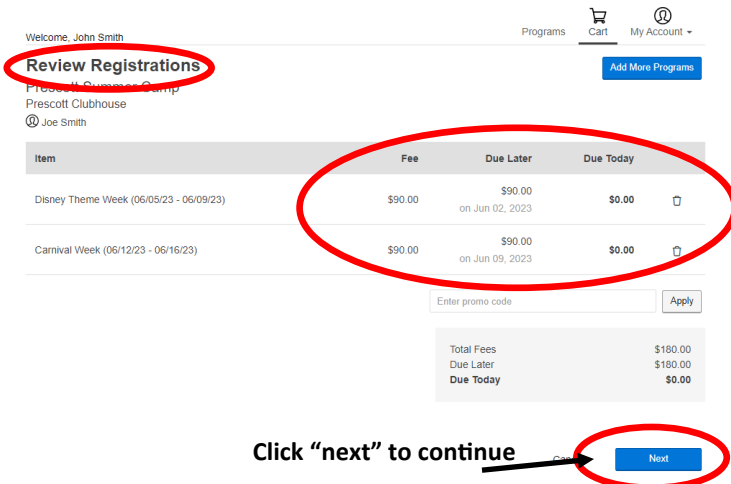 Welcome, John Smith
Programs Cart My Account
Review Registrations
Add More Programs
Prescott Summer Camp
Prescott Clubhouse
Joe Smith
Item Fee Due Later Due Today
Disney Theme Week (06/05/23 - 06/09/23) $90.00 $90.00 $0.00
on Jun 02, 2023
Carnival Week (06/12/23 - 06/16/23) $90.00 $90.00 $0.00
on Jun 09, 2023
Enter promo code Apply
Total Fees $180.00
Due Later $180.00
Due Today $0.00
Click “next” to continue
Next